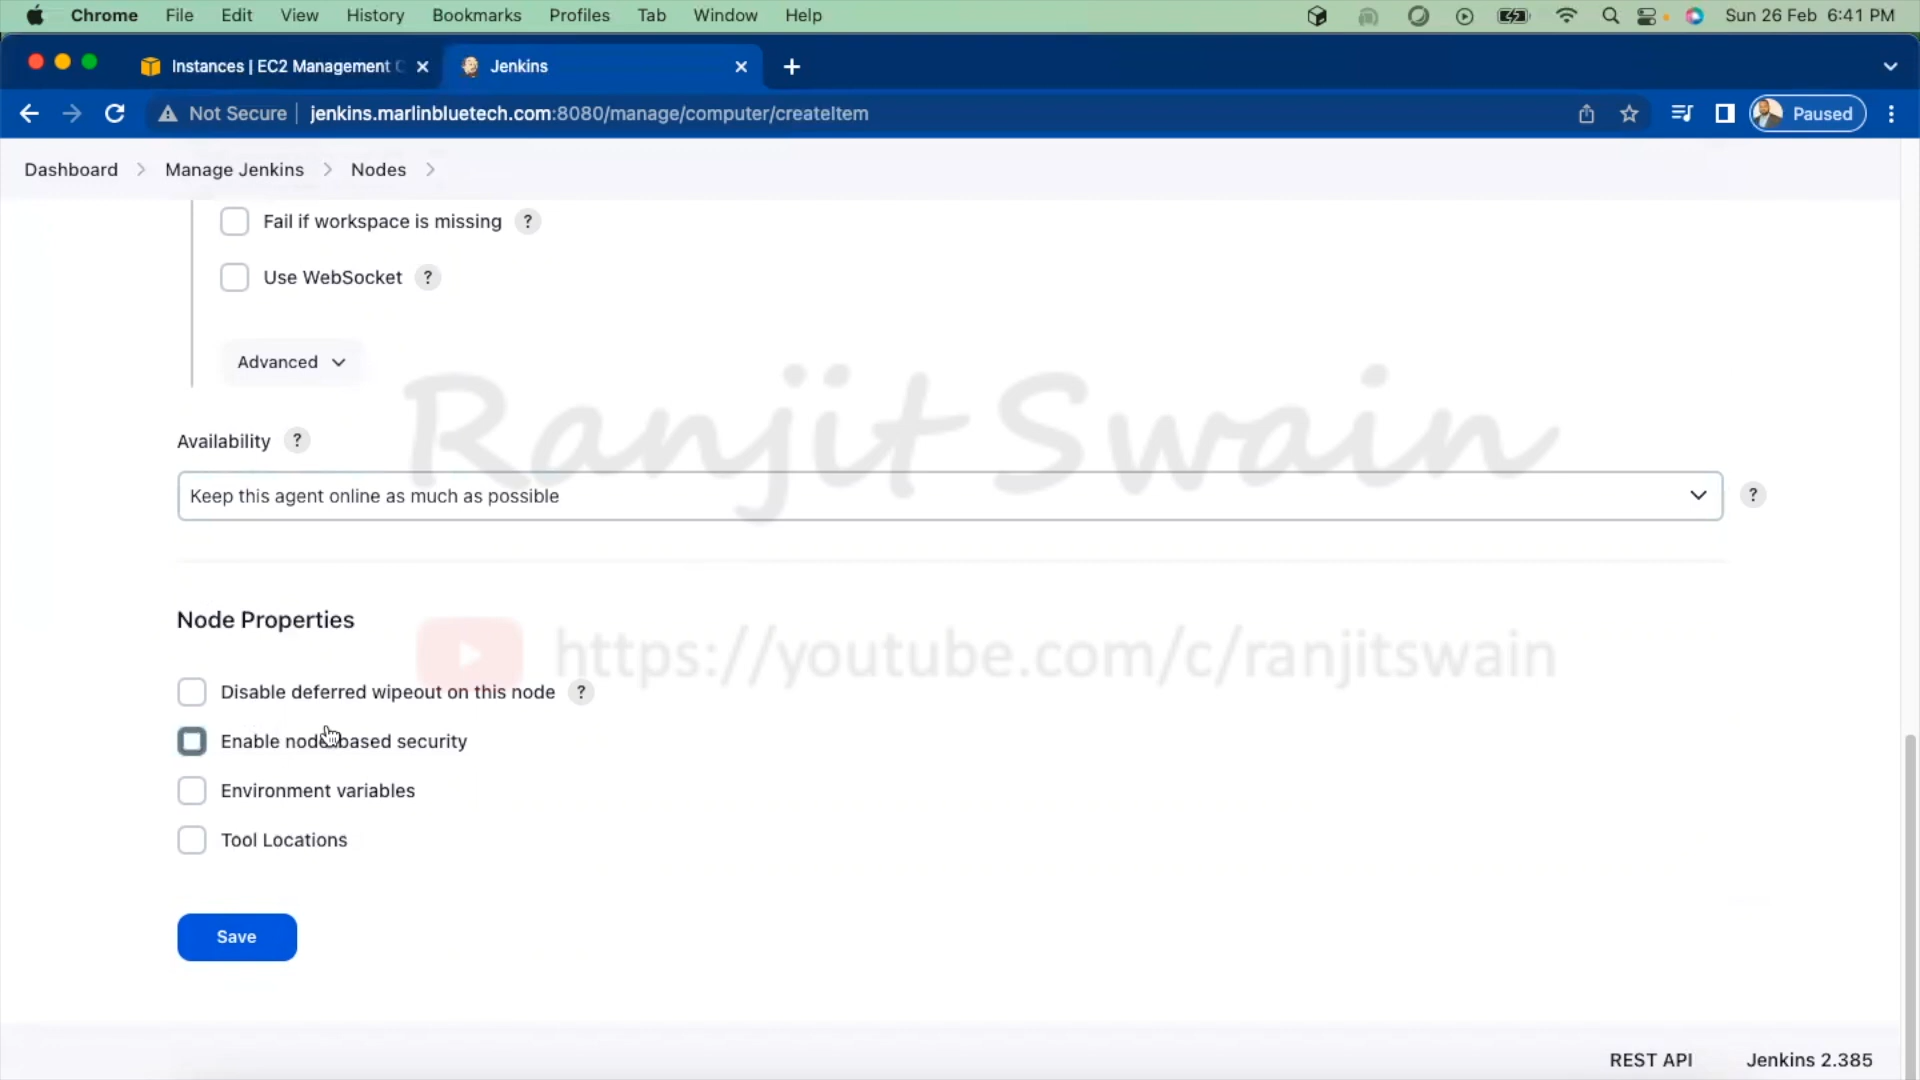 Chrome File Edit View History Bookmarks Profiles Tab Window Help Sun 26 Feb 6:41 PM
Instances | EC2 Management C Jenkins
Not Secure jenkins.marlinbluetech.com:8080/manage/computer/createItem Paused
Dashboard Manage Jenkins Nodes
Fail if workspace is missing ?
Use WebSocket ?
Advanced
Ranjit Swain
Availability ?
Keep this agent online as much as possible ?
Node Properties
https://youtube.com/c/ranjitswain
Disable deferred wipeout on this node ?
Enable node-based security
Environment variables
Tool Locations
Save
REST API Jenkins 2.385